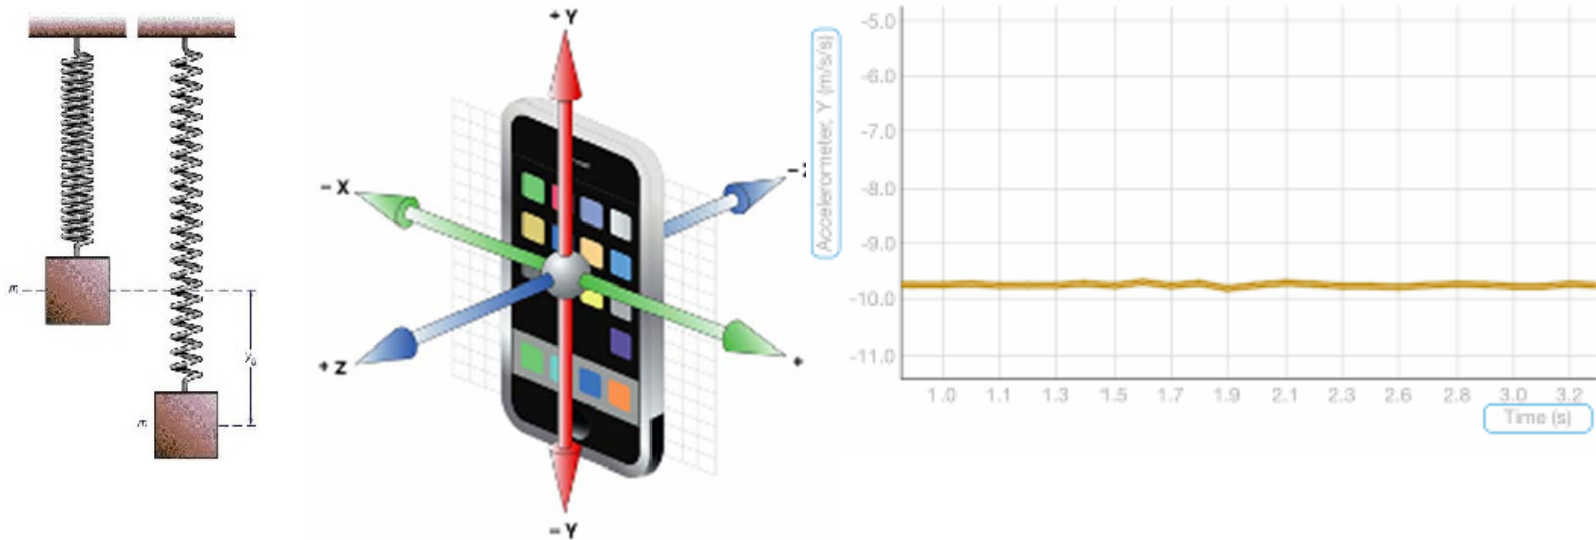 m
m
y₀
+Y
- X
-
+ Z
+
- Y
Accelerometer, Y (m/s/s)
-5.0
-6.0
-7.0
-8.0
-9.0
-10.0
-11.0
1.0 1.1 1.3 1.5 1.7 1.9 2.1 2.3 2.4 2.6 2.8 3.0 3.2
Time (s)